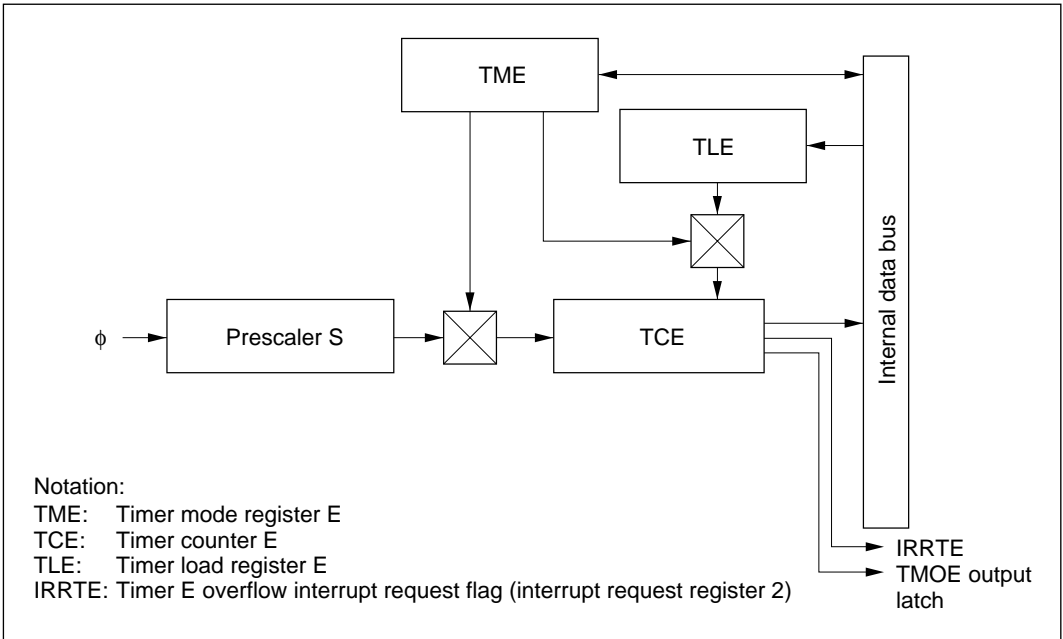 TME
TLE
Internal data bus
ϕ
Prescaler S
TCE
Notation:
TME: Timer mode register E
TCE: Timer counter E
TLE: Timer load register E
IRRTE: Timer E overflow interrupt request flag (interrupt request register 2)
IRRTE
TMOE output
latch